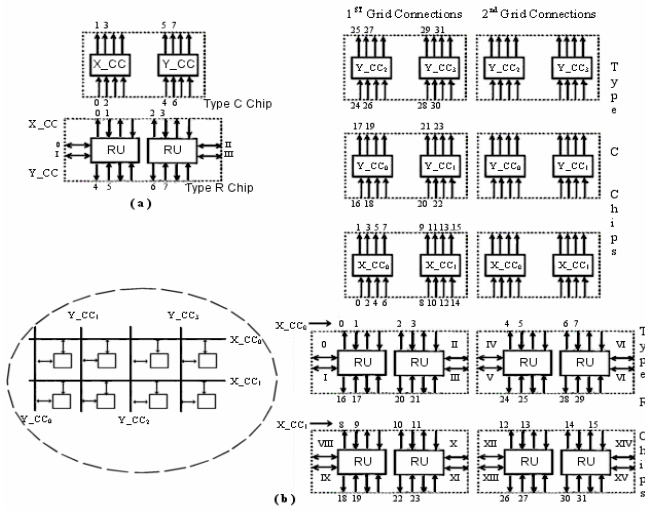 1ST Grid Connections 2nd Grid Connections
1 3 5 7
X_CC Y_CC
0 2 4 6
Type C Chip
0 1 2 3
X_CC
0 RU RU II
I III
Y_CC
4 5 6 7
Type R Chip
( a )
25 27 29 31
Y_CC2 Y_CC3 Y_CC2 Y_CC3
24 26 28 30
17 19 21 23
Y_CC0 Y_CC1 Y_CC0 Y_CC1
16 18 20 22
1 3 5 7 9 11 13 15
X_CC0 X_CC1 X_CC0 X_CC1
0 2 4 6 8 10 12 14
Type C Chips
Y_CC1 Y_CC3
X_CC0
X_CC1
Y_CC0 Y_CC2
X_CC0 0 1 2 3 4 5 6 7
0 II IV VI
RU RU RU RU
I III V VI
16 17 20 21 24 25 28 29
X_CC1 8 9 10 11 12 13 14 15
VIII X XII XIV
RU RU RU RU
IX XI XIII XV
18 19 22 23 26 27 30 31
Type R Chips
( b )